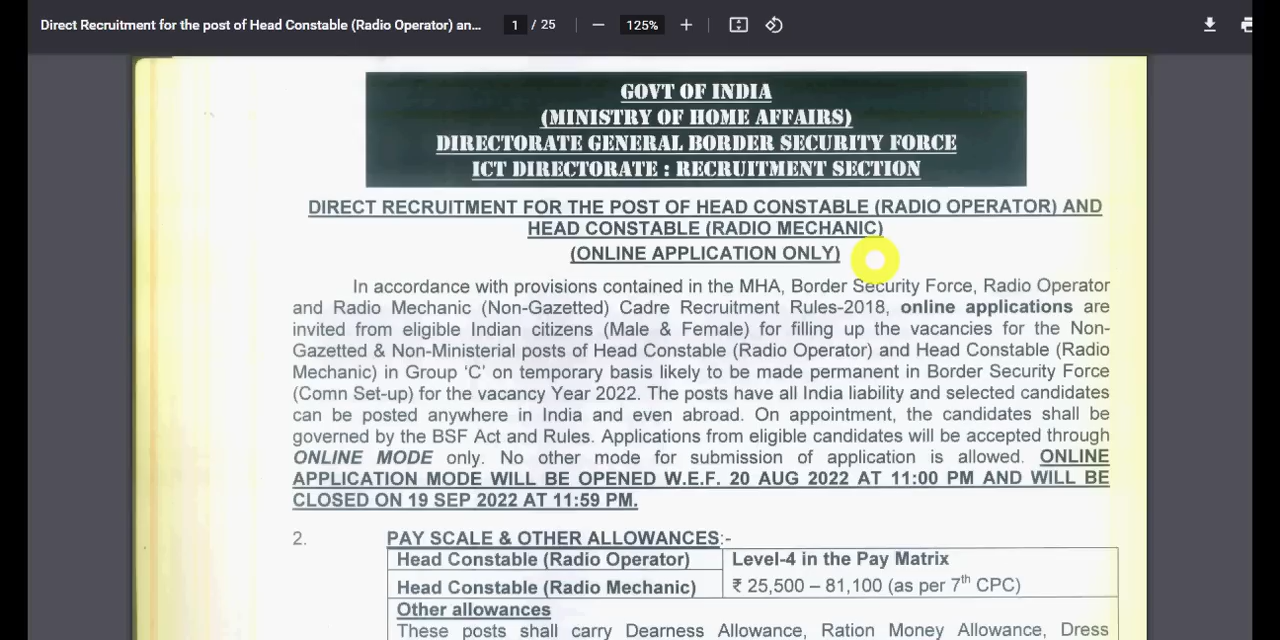 Direct Recruitment for the post of Head Constable (Radio Operator) an...
1 / 25
125%
GOVT OF INDIA
(MINISTRY OF HOME AFFAIRS)
DIRECTORATE GENERAL BORDER SECURITY FORCE
ICT DIRECTORATE : RECRUITMENT SECTION
DIRECT RECRUITMENT FOR THE POST OF HEAD CONSTABLE (RADIO OPERATOR) AND
HEAD CONSTABLE (RADIO MECHANIC)
(ONLINE APPLICATION ONLY)
In accordance with provisions contained in the MHA, Border Security Force, Radio Operator
and Radio Mechanic (Non-Gazetted) Cadre Recruitment Rules-2018, online applications are
invited from eligible Indian citizens (Male & Female) for filling up the vacancies for the Non-
Gazetted & Non-Ministerial posts of Head Constable (Radio Operator) and Head Constable (Radio
Mechanic) in Group ‘C’ on temporary basis likely to be made permanent in Border Security Force
(Comn Set-up) for the vacancy Year 2022. The posts have all India liability and selected candidates
can be posted anywhere in India and even abroad. On appointment, the candidates shall be
governed by the BSF Act and Rules. Applications from eligible candidates will be accepted through
ONLINE MODE only. No other mode for submission of application is allowed. ONLINE
APPLICATION MODE WILL BE OPENED W.E.F. 20 AUG 2022 AT 11:00 PM AND WILL BE
CLOSED ON 19 SEP 2022 AT 11:59 PM.
2. PAY SCALE & OTHER ALLOWANCES:-
Head Constable (Radio Operator) Level-4 in the Pay Matrix
Head Constable (Radio Mechanic) ₹ 25,500 – 81,100 (as per 7th CPC)
Other allowances
These posts shall carry Dearness Allowance, Ration Money Allowance, Dress